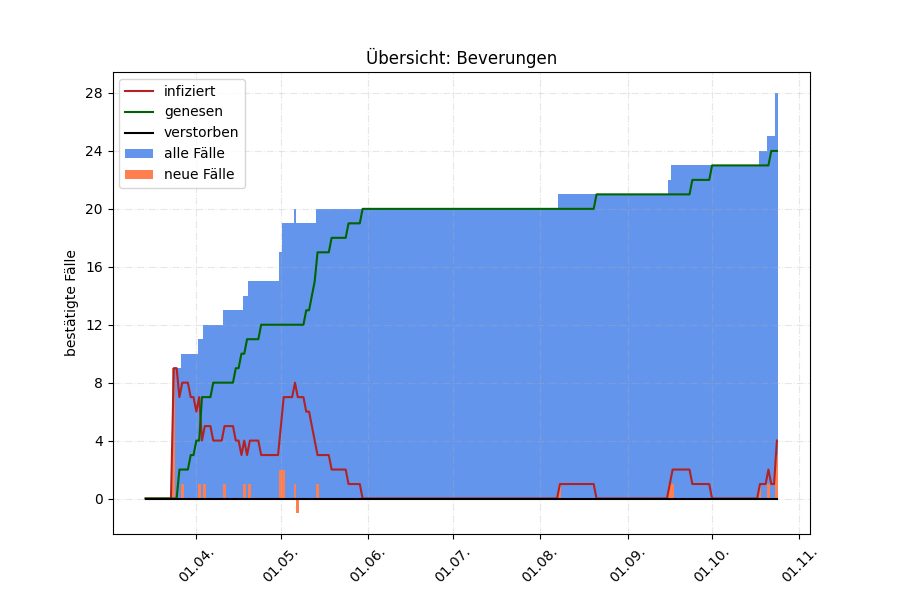 Übersicht: Beverungen
infiziert
genesen
verstorben
alle Fälle
neue Fälle
bestätigte Fälle
28
24
20
16
12
8
4
0
01.04.
01.05.
01.06.
01.07.
01.08.
01.09.
01.10.
01.11.